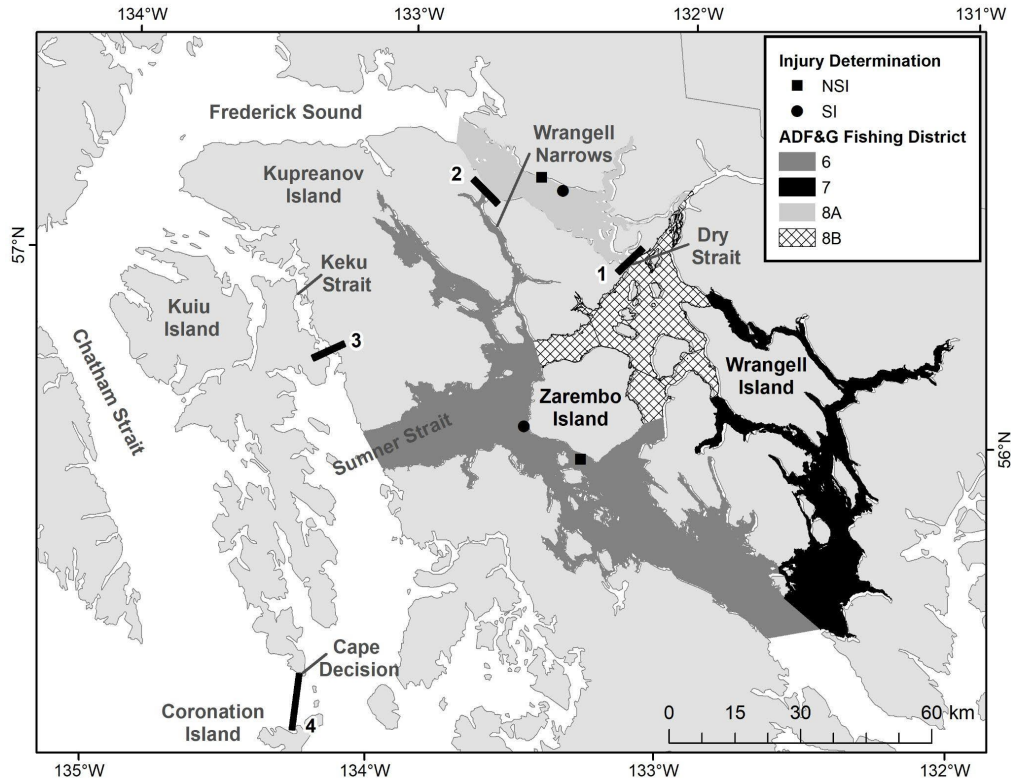 134°W
133°W
132°W
131°W
Injury Determination
NSI
SI
ADF&G Fishing District
6
7
8A
8B
Frederick Sound
Wrangell
Narrows
Kupreanov
Island
2
57°N
Dry
Strait
1
Keku
Strait
Kuiu
Island
3
Chatham Strait
Wrangell
Island
Zarembo
Island
Sumner Strait
56°N
Cape
Decision
Coronation
Island
4
0 15 30 60 km
135°W
134°W
133°W
132°W